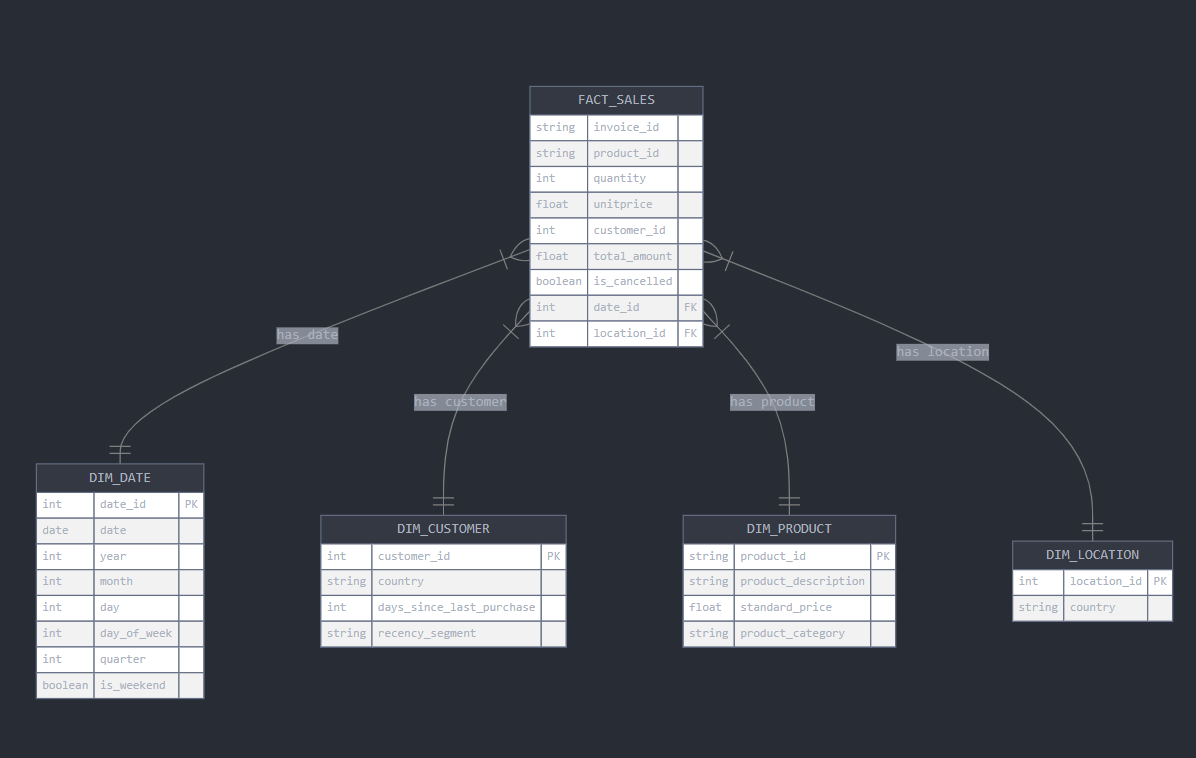 FACT_SALES
string invoice_id
string product_id
int quantity
float unitprice
int customer_id
float total_amount
boolean is_cancelled
int date_id FK
int location_id FK
has date
has customer
has product
has location
DIM_DATE
int date_id PK
date date
int year
int month
int day
int day_of_week
int quarter
boolean is_weekend
DIM_CUSTOMER
int customer_id PK
string country
int days_since_last_purchase
string recency_segment
DIM_PRODUCT
string product_id PK
string product_description
float standard_price
string product_category
DIM_LOCATION
int location_id PK
string country